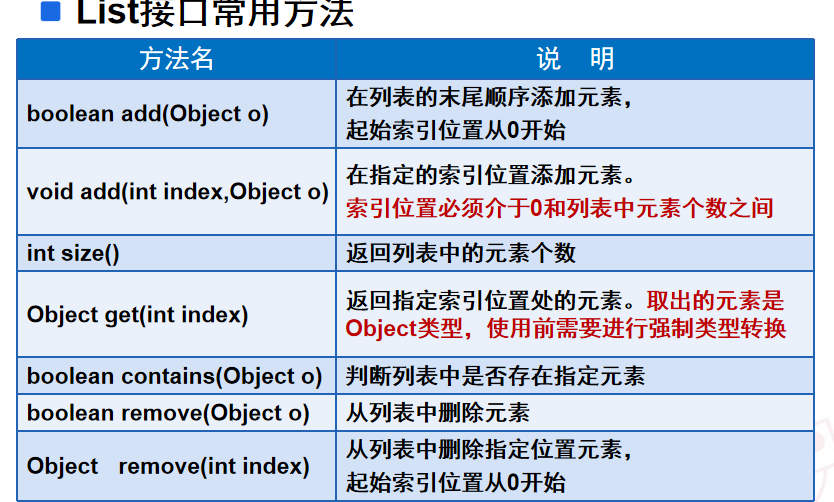 List接口常用方法
方法名
说 明
boolean add(Object o)
在列表的末尾顺序添加元素，
起始索引位置从0开始
void add(int index,Object o)
在指定的索引位置添加元素。
索引位置必须介于0和列表中元素个数之间
int size()
返回列表中的元素个数
Object get(int index)
返回指定索引位置处的元素。取出的元素是
Object类型，使用前需要进行强制类型转换
boolean contains(Object o)
判断列表中是否存在指定元素
boolean remove(Object o)
从列表中删除元素
Object remove(int index)
从列表中删除指定位置元素，
起始索引位置从0开始